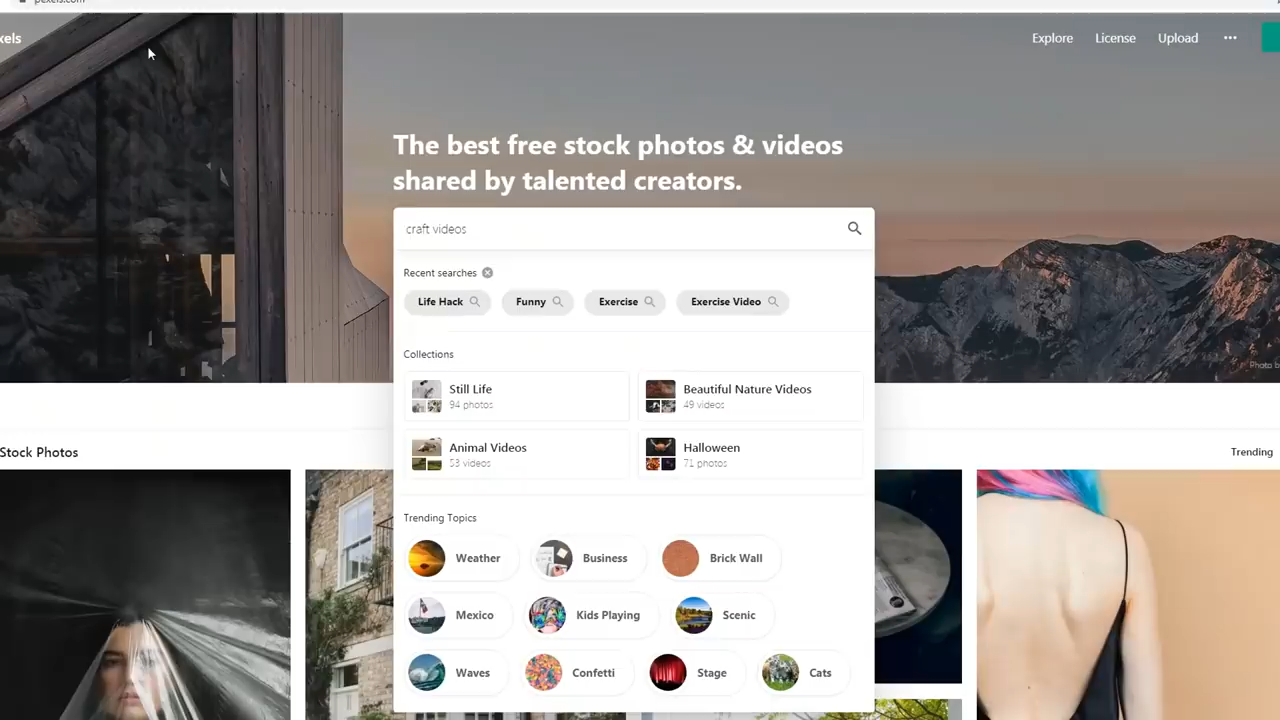 pexels.com
xels
Explore
License
Upload
The best free stock photos & videos
shared by talented creators.
craft videos
Recent searches
Life Hack
Funny
Exercise
Exercise Video
Collections
Still Life
94 photos
Beautiful Nature Videos
49 videos
Animal Videos
53 videos
Halloween
71 photos
Photo b
Stock Photos
Trending
Trending Topics
Weather
Business
Brick Wall
Mexico
Kids Playing
Scenic
Waves
Confetti
Stage
Cats